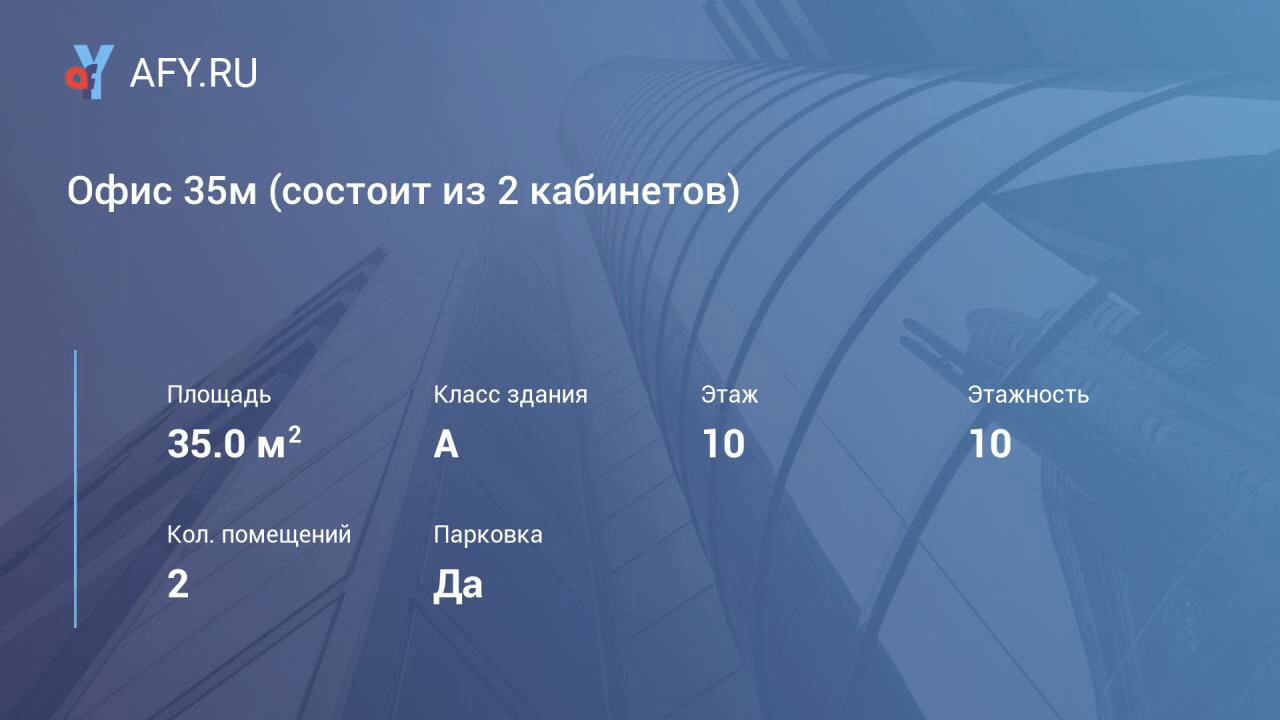 AFY.RU
Офис 35м (состоит из 2 кабинетов)
Площадь Класс здания Этаж Этажность
35.0 м² А 10 10
Кол. помещений Парковка
2 Да